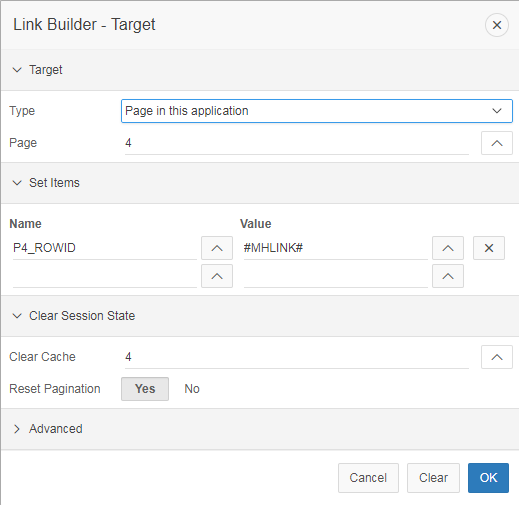 Link Builder - Target
Target
Type Page in this application
Page 4
Set Items
Name Value
P4_ROWID #MHLINK#
Clear Session State
Clear Cache 4
Reset Pagination Yes No
Advanced
Cancel Clear OK